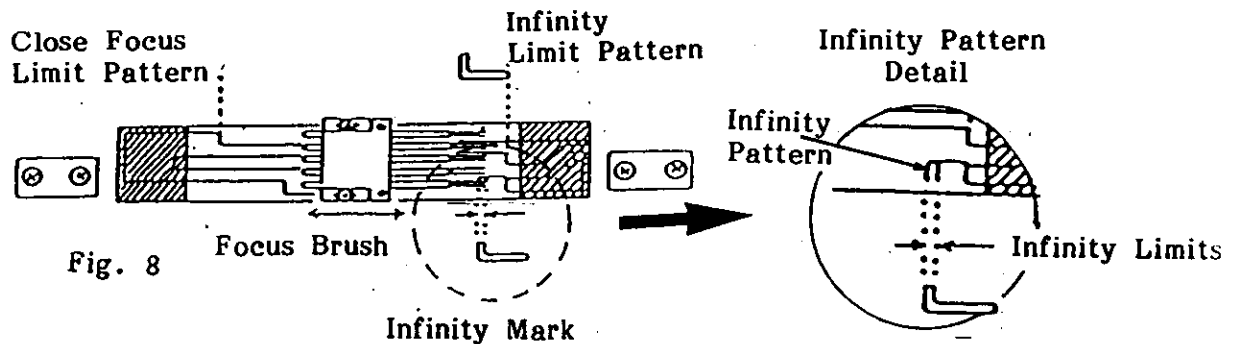 Close Focus
Limit Pattern
Infinity
Limit Pattern
Infinity Pattern
Detail
Infinity
Pattern
Focus Brush
Infinity Limits
Fig. 8
Infinity Mark